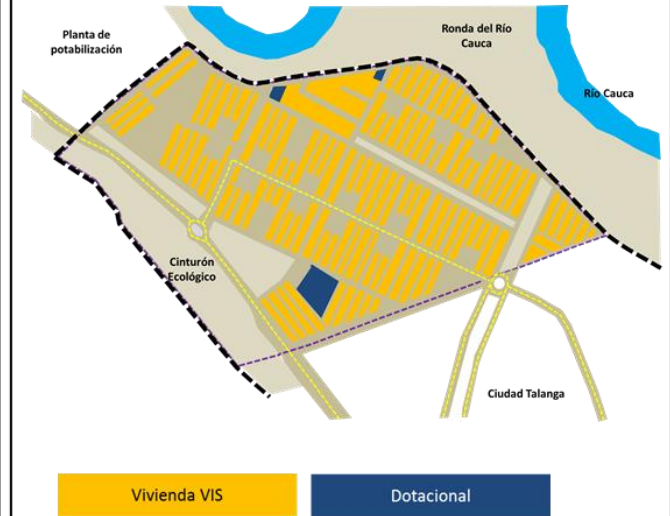 Planta de
potabilización
Ronda del Río
Cauca
Río Cauca
Cinturón
Ecológico
Ciudad Talanga
Vivienda VIS
Dotacional